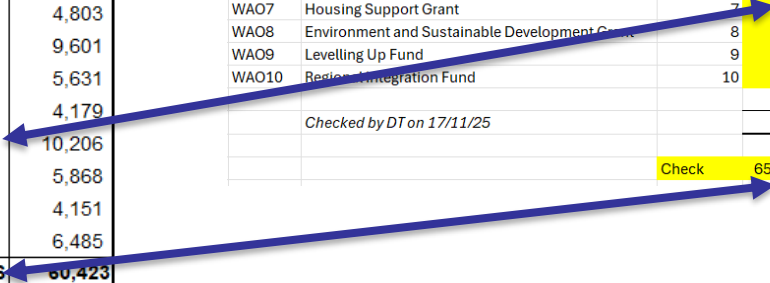 4,803
9,601
5,631
4,179
10,206
5,868
4,151
6,485
60,423
WAO7 Housing Support Grant 7
WAO8 Environment and Sustainable Development Grant 8
WAO9 Levelling Up Fund 9
WAO10 Regional Integration Fund 10
Checked by DT on 17/11/25
Check 65